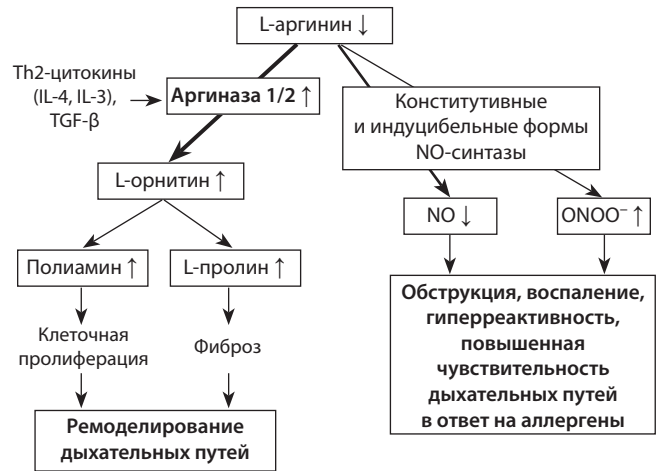 L-аргинин ↓
Th2-цитокины
(IL-4, IL-3),
TGF-β
Аргиназа 1/2 ↑
Конститутивные
и индуцибельные формы
NO-синтазы
L-орнитин ↑
NO ↓
ONOO⁻ ↑
Полиамин ↑
L-пролин ↑
Клеточная
пролиферация
Фиброз
Обструкция, воспаление,
гиперреактивность,
повышенная
чувствительность
дыхательных путей
в ответ на аллергены
Ремоделирование
дыхательных путей